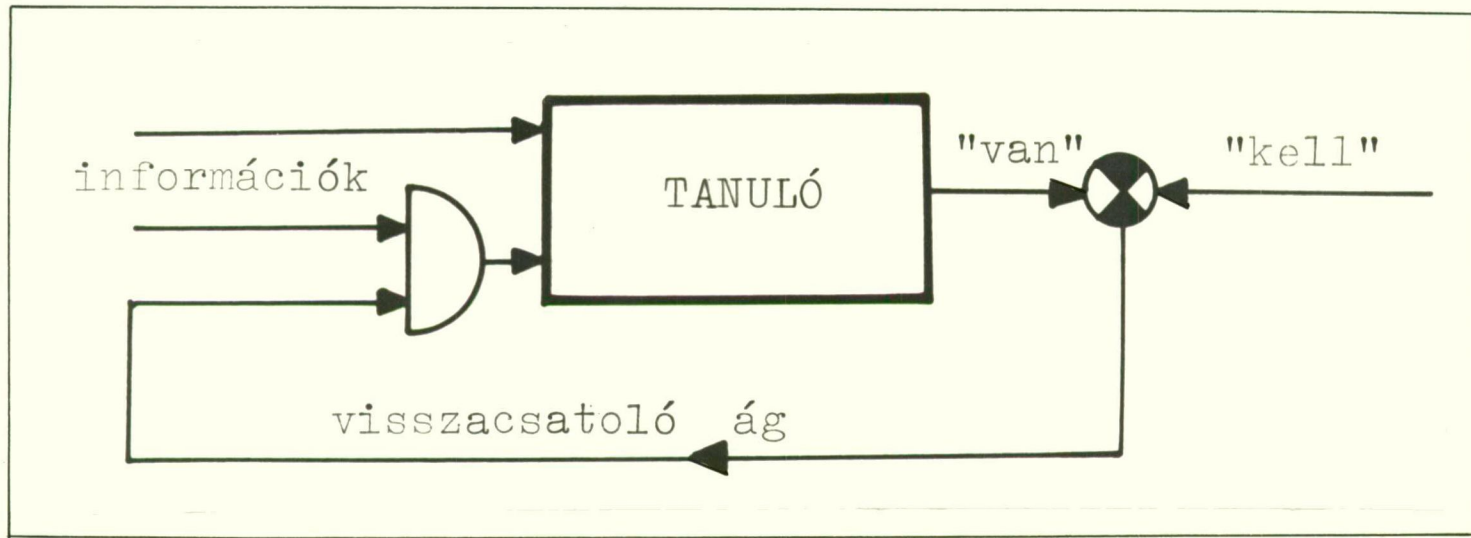 "van"
"kell"
információk
TANULÓ
visszacsatoló ág